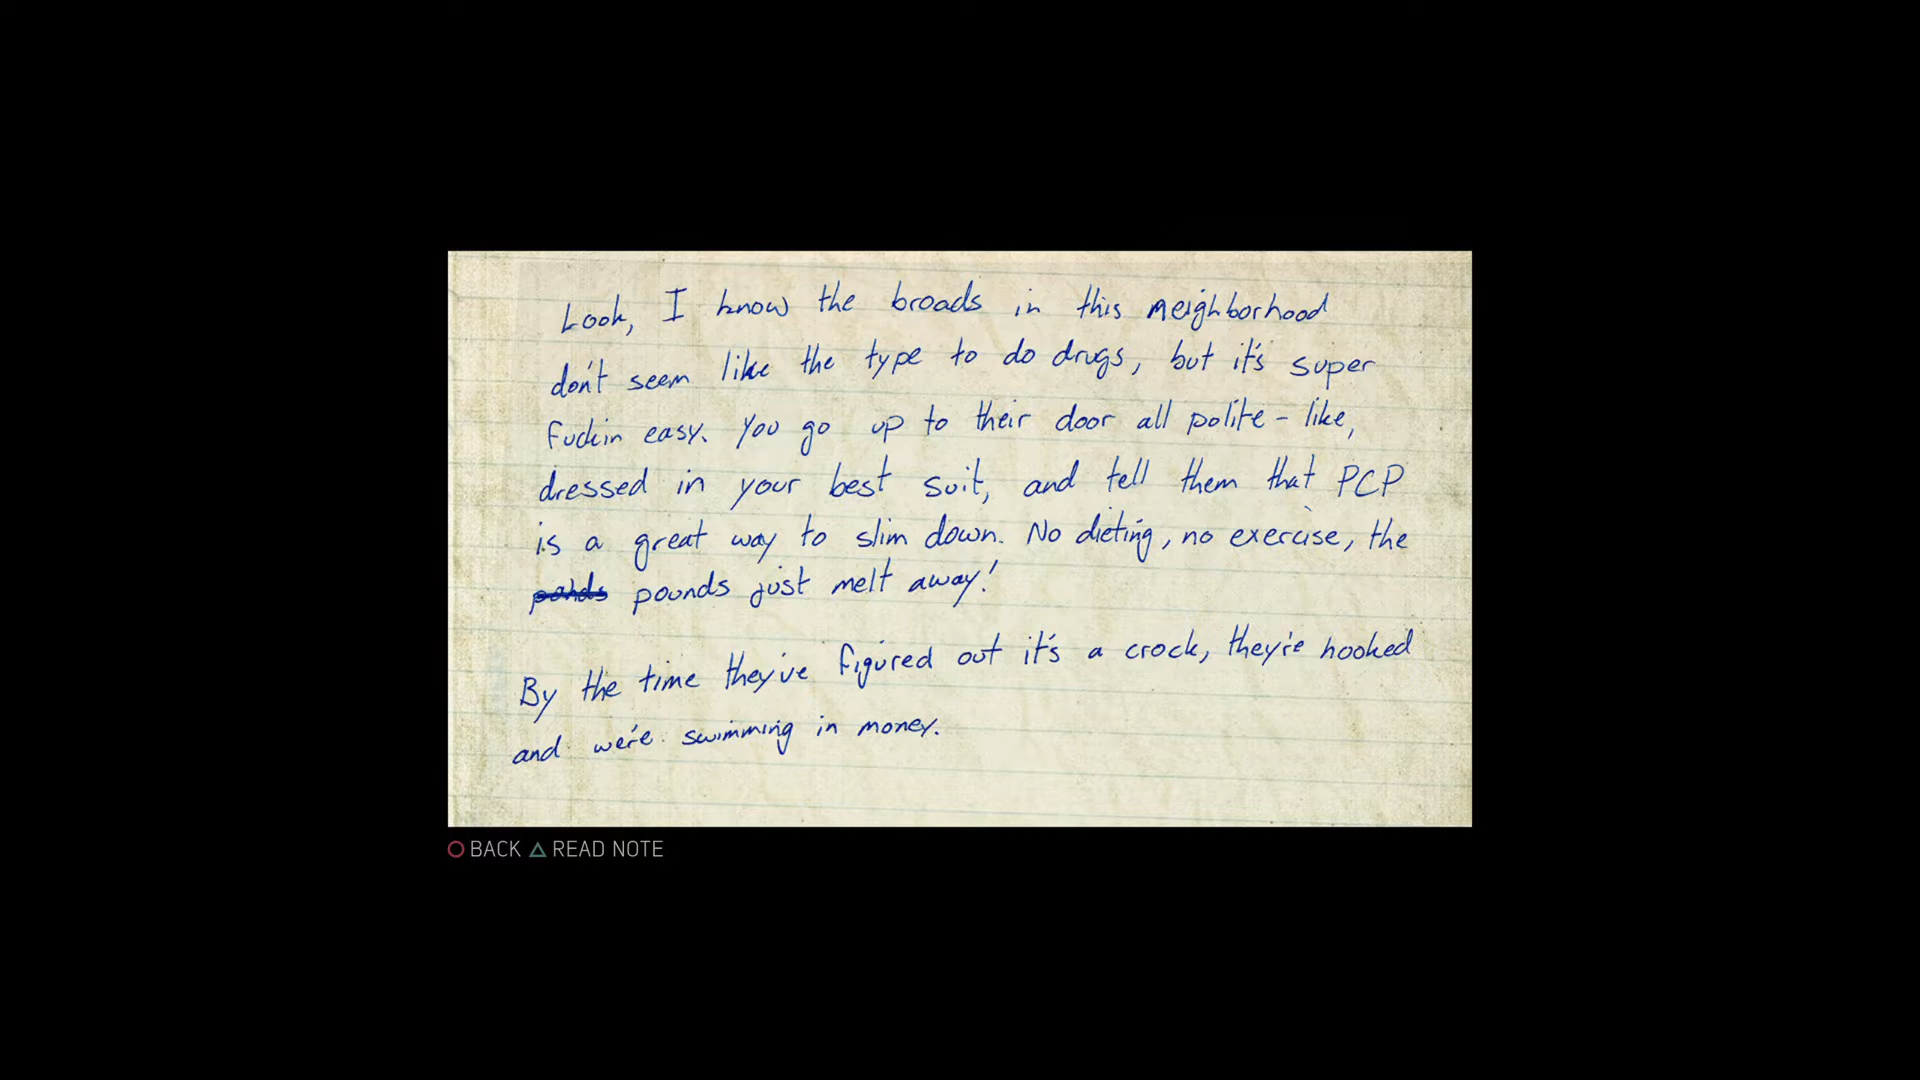 Look, I know the broads in this neighborhood
don't seem like the type to do drugs, but it's super
fuckin easy. You go up to their door all polite-like,
dressed in your best suit, and tell them that PCP
is a great way to slim down. No dieting, no exercise, the
pounds just melt away!
By the time they've figured out it's a crock, they're hooked
and we're swimming in money.
BACK READ NOTE